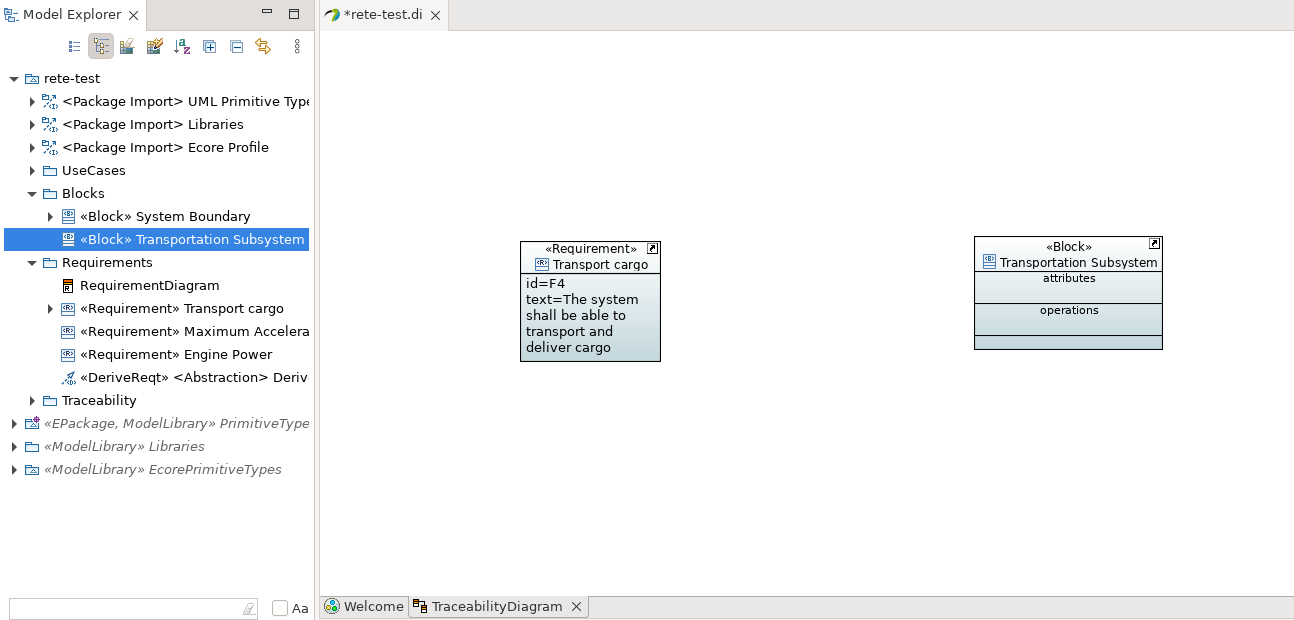 Model Explorer
*rete-test.di
rete-test
<Package Import> UML Primitive Type
<Package Import> Libraries
<Package Import> Ecore Profile
UseCases
Blocks
«Block» System Boundary
«Block» Transportation Subsystem
Requirements
RequirementDiagram
«Requirement» Transport cargo
«Requirement» Maximum Accelera
«Requirement» Engine Power
«DeriveReqt» <Abstraction> Deriv
Traceability
«EPackage, ModelLibrary» PrimitiveType
«ModelLibrary» Libraries
«ModelLibrary» EcorePrimitiveTypes
Aa
«Requirement»
Transport cargo
id=F4
text=The system
shall be able to
transport and
deliver cargo
«Block»
Transportation Subsystem
attributes
operations
Welcome
TraceabilityDiagram